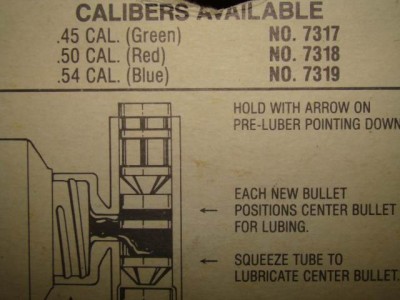 CALIBERS AVAILABLE
.45 CAL. (Green) NO. 7317
.50 CAL. (Red) NO. 7318
.54 CAL. (Blue) NO. 7319
HOLD WITH ARROW ON
PRE-LUBER POINTING DOWN
EACH NEW BULLET
POSITIONS CENTER BULLET
FOR LUBING.
SQUEEZE TUBE TO
LUBRICATE CENTER BULLET.